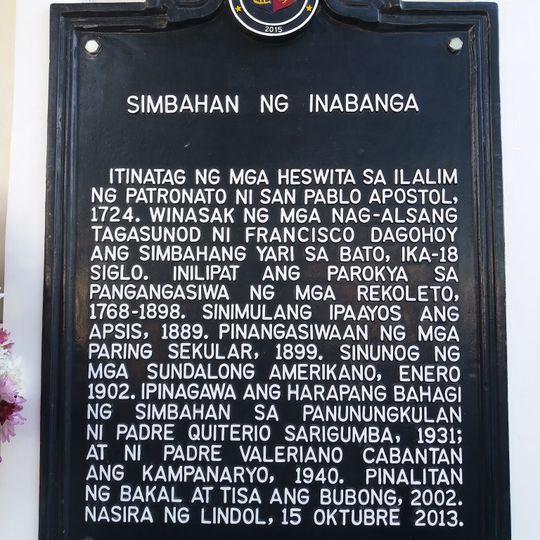 2015
SIMBAHAN NG INABANGA
ITINATAG NG MGA HESWITA SA ILALIM
NG PATRONATO NI SAN PABLO APOSTOL,
1724. WINASAK NG MGA NAG-ALSANG
TAGASUNOD NI FRANCISCO DAGOHOY
ANG SIMBAHANG YARI SA BATO, IKA-18
SIGLO. INILIPAT ANG PAROKYA SA
PANGANGASIWA NG MGA REKOLETO,
1768-1898. SINIMULANG IPAAYOS ANG
APSIS, 1889. PINANGASIWAAN NG MGA
PARING SEKULAR, 1899. SINUNOG NG
MGA SUNDALONG AMERIKANO, ENERO
1902. IPINAGAWA ANG HARAPANG BAHAGI
NG SIMBAHAN SA PANUNUNGKULAN
NI PADRE QUITERIO SARIGUMBA, 1931;
AT NI PADRE VALERIANO CABANTAN
ANG KAMPANARYO, 1940. PINALITAN
NG BAKAL AT TISA ANG BUBONG, 2002.
NASIRA NG LINDOL, 15 OKTUBRE 2013.